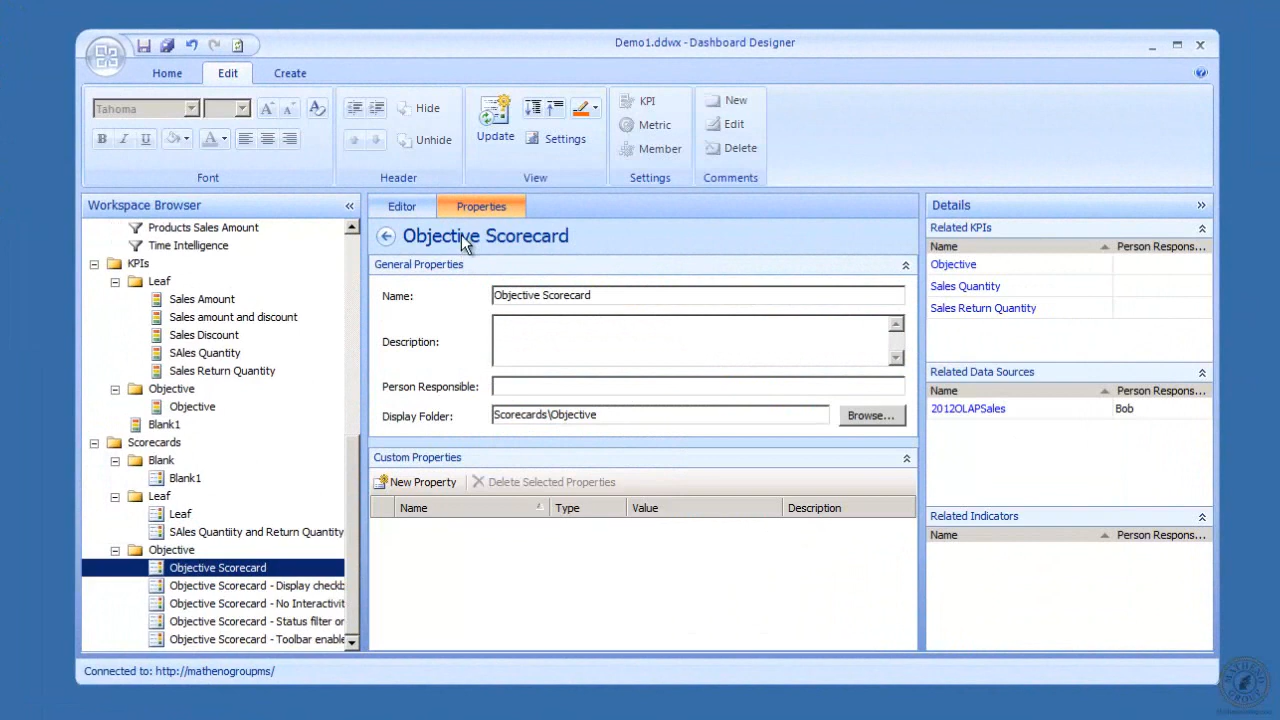 Demo1.ddwx - Dashboard Designer
Home Edit Create
Tahoma
Hide
Unhide
Update
Settings
KPI
Metric
Member
New
Edit
Delete
B I U
Font Header View Settings Comments
Workspace Browser
Products Sales Amount
Time Intelligence
KPIs
Leaf
Sales Amount
Sales amount and discount
Sales Discount
SAles Quantity
Sales Return Quantity
Objective
Objective
Blank1
Scorecards
Blank
Blank1
Leaf
Leaf
SAles Quantity and Return Quantity
Objective
Objective Scorecard
Objective Scorecard - Display checkb
Objective Scorecard - No Interactivit
Objective Scorecard - Status filter or
Objective Scorecard - Toolbar enable
Editor Properties
Objective Scorecard
General Properties
Name: Objective Scorecard
Description:
Person Responsible:
Display Folder: Scorecards\Objective Browse...
Custom Properties
New Property Delete Selected Properties
Name Type Value Description
Details
Related KPIs
Name Person Respons...
Objective
Sales Quantity
Sales Return Quantity
Related Data Sources
Name Person Respons...
2012OLAPSales Bob
Related Indicators
Name Person Respons...
Connected to: http://mathenogroupms/
MATHENO
GROUP